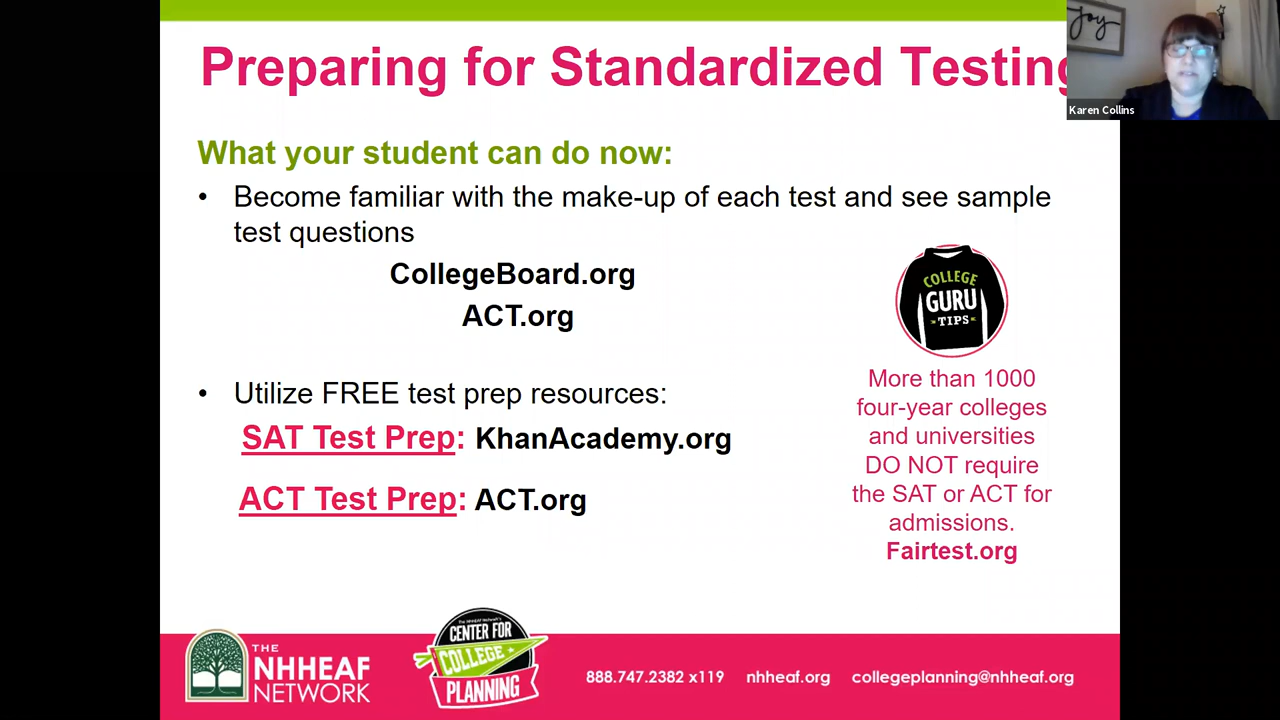 Preparing for Standardized Testing
joy
Karen Collins
What your student can do now:
• Become familiar with the make-up of each test and see sample
test questions
CollegeBoard.org
ACT.org
• Utilize FREE test prep resources:
SAT Test Prep: KhanAcademy.org
ACT Test Prep: ACT.org
COLLEGE
GURU
TIPS
More than 1000
four-year colleges
and universities
DO NOT require
the SAT or ACT for
admissions.
Fairtest.org
THE
NHHEAF
NETWORK
The NHHEAF Network's
CENTER FOR
COLLEGE
PLANNING
888.747.2382 x119 nhheaf.org collegeplanning@nhheaf.org